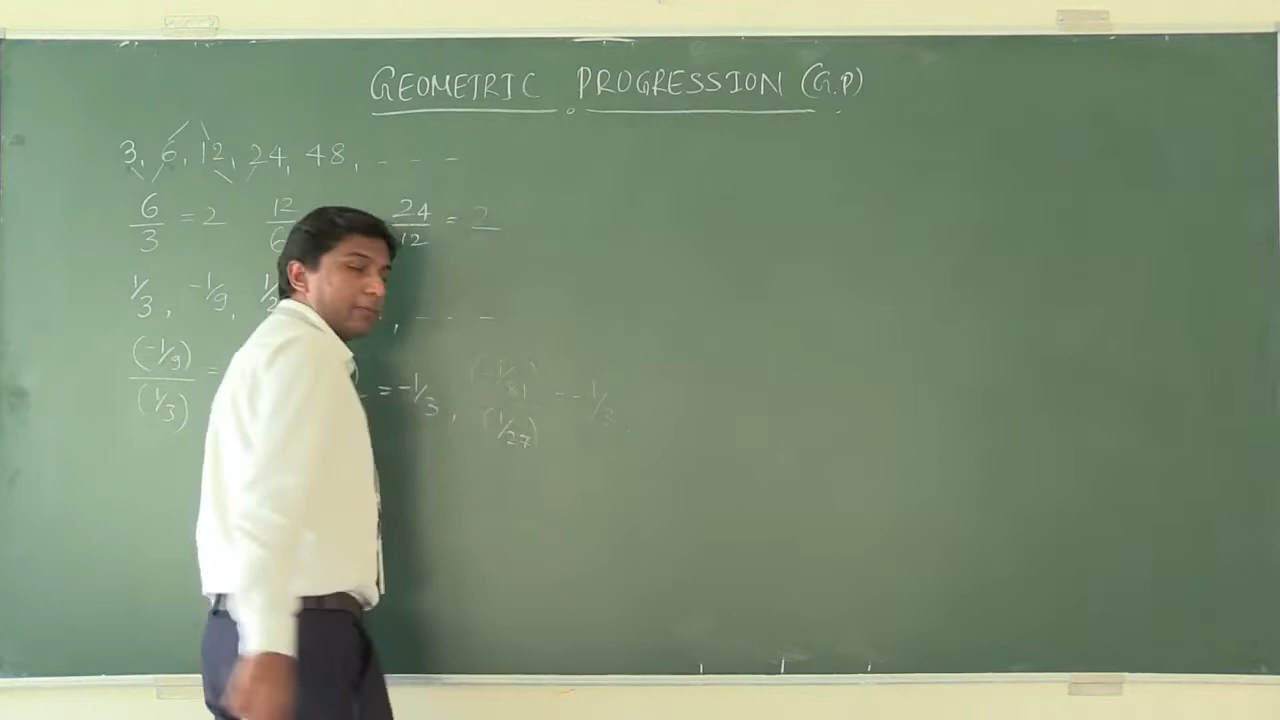 GEOMETRIC PROGRESSION (G.P)
3, 6, 12, 24, 48, - - -
6/3 = 2 12/6 24/12 = 2
1/3, -1/9, , - - -
(-1/9)/(1/3) = = -1/3, (-1/81)/(1/27) = -1/3